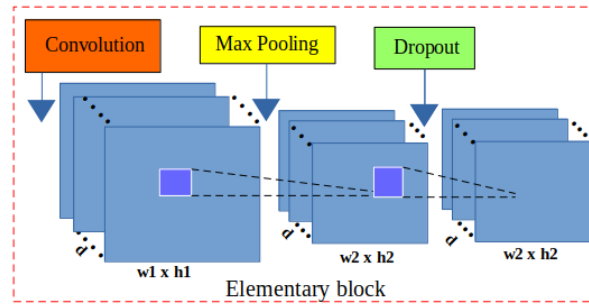 Convolution
Max Pooling
Dropout
d
d
d
w1 x h1
w2 x h2
w2 x h2
Elementary block